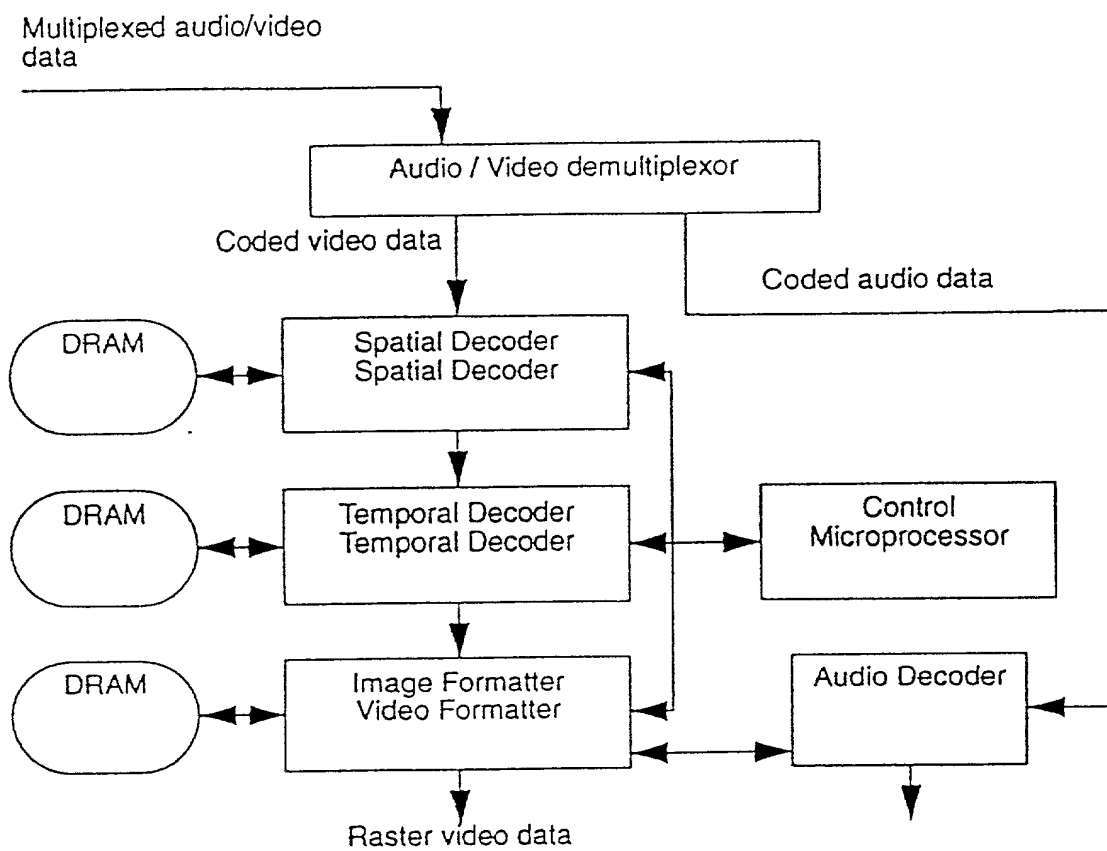 Multiplexed audio/video
data
Audio / Video demultiplexor
Coded video data
Coded audio data
DRAM
Spatial Decoder
Spatial Decoder
DRAM
Temporal Decoder
Temporal Decoder
Control
Microprocessor
DRAM
Image Formatter
Video Formatter
Audio Decoder
Raster video data